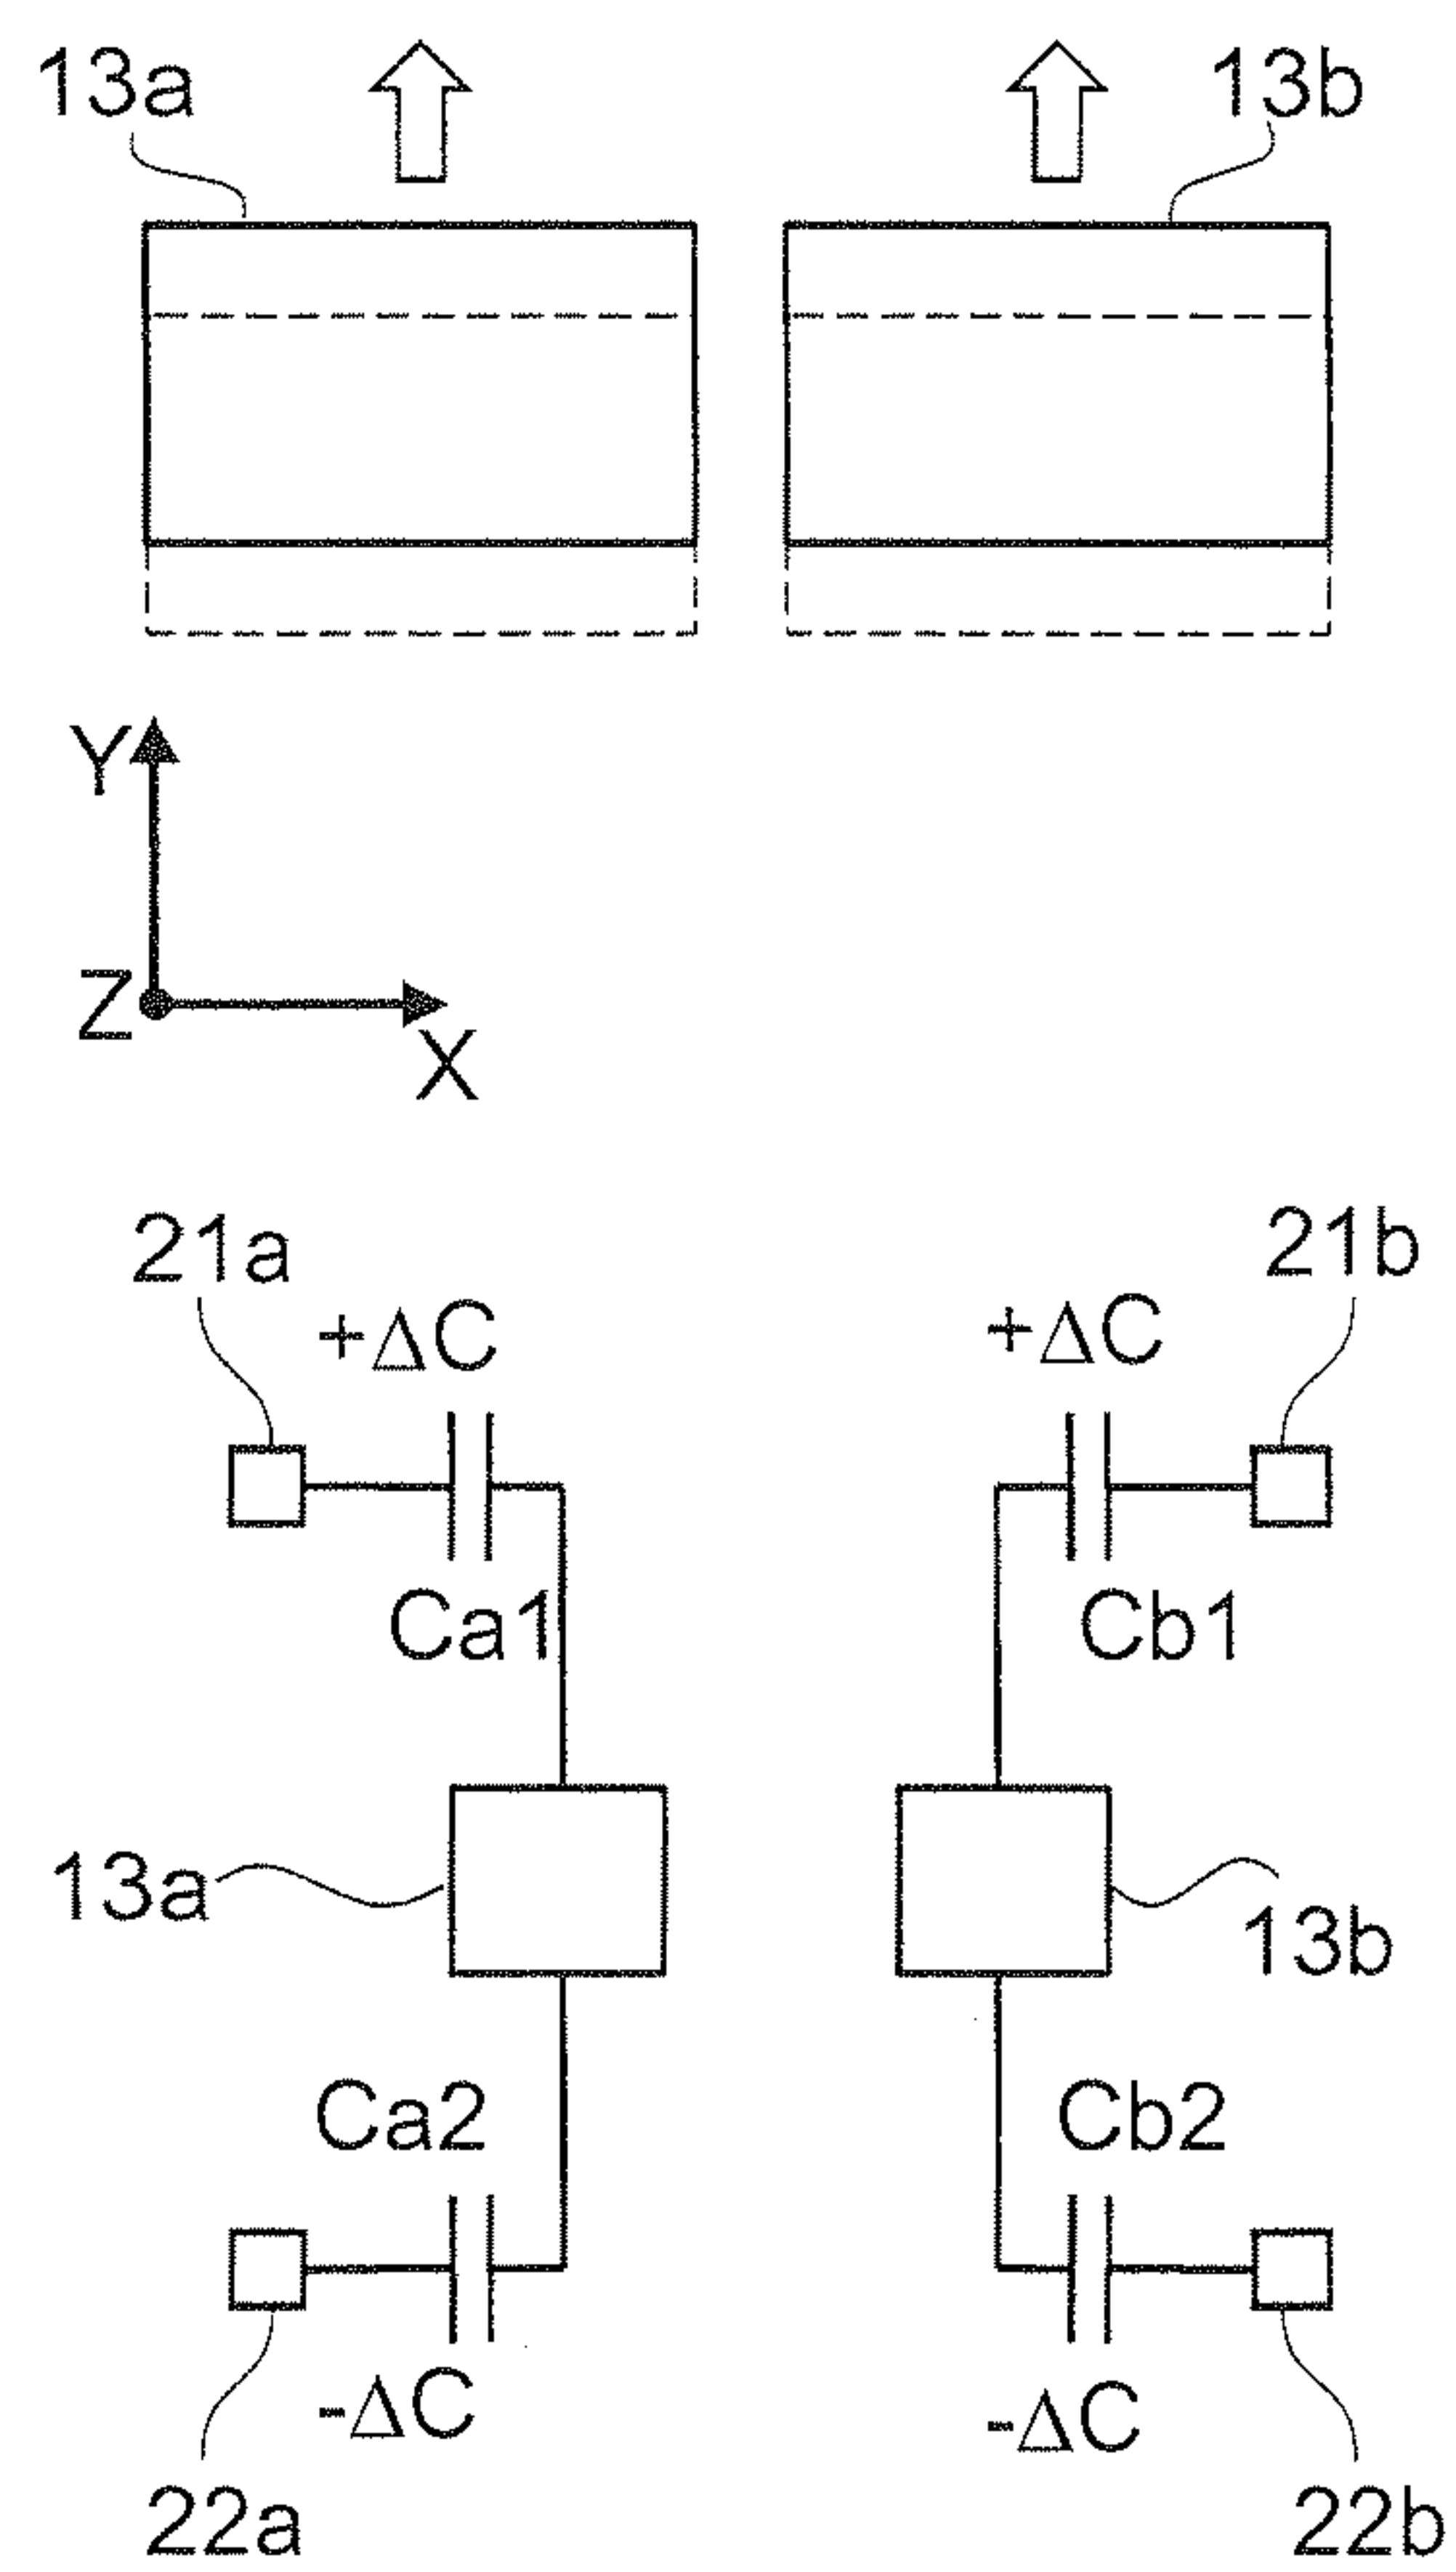 13a 13b
Y
Z
X
21a 21b
+ΔC +ΔC
Ca1 Cb1
13a 13b
Ca2 Cb2
-ΔC -ΔC
22a 22b